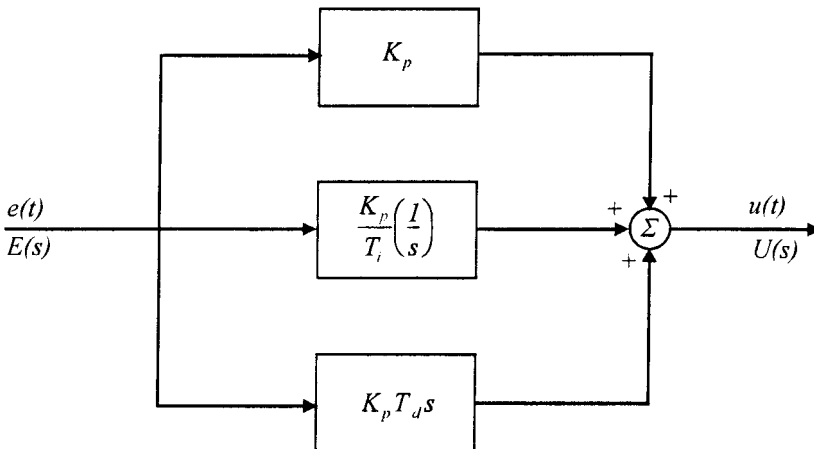 K_p
e(t)
E(s)
K_p/T_i (1/s)
+
+
+
Σ
u(t)
U(s)
K_p T_d s